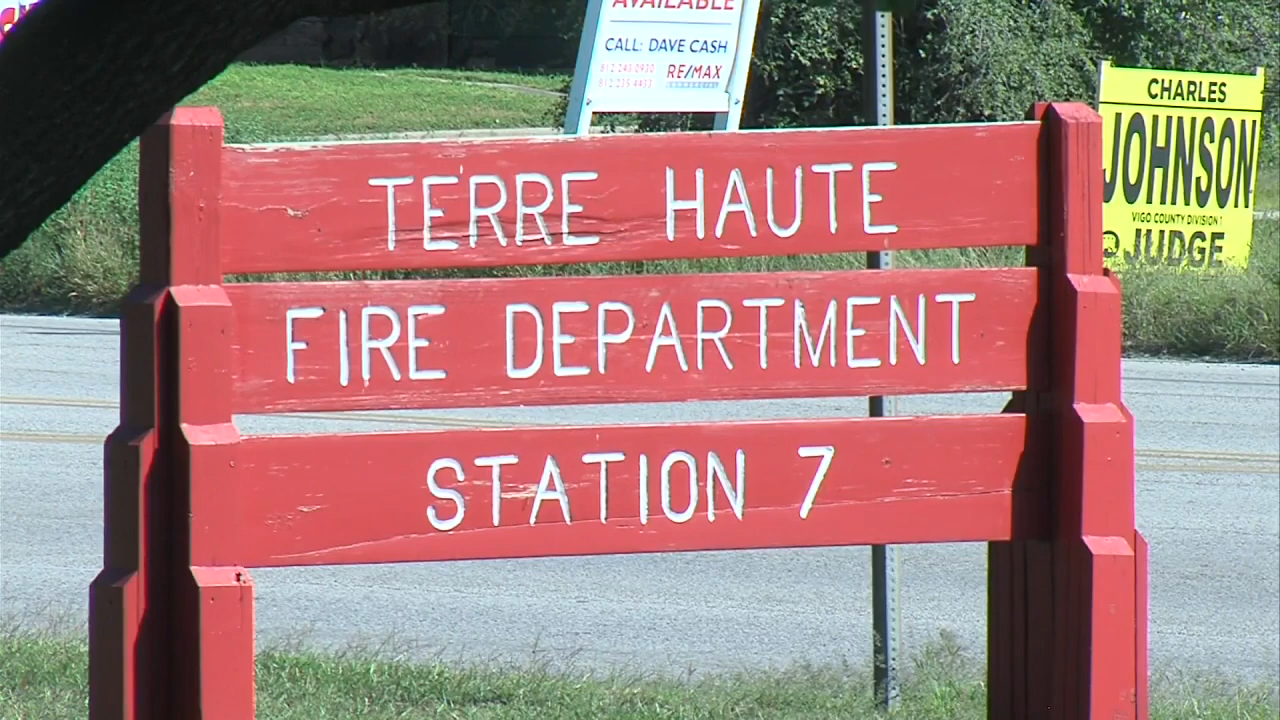 AVAILABLE
CALL: DAVE CASH
RE/MAX
COMMERCIAL
CHARLES
JOHNSON
VIGO COUNTY DIVISION 1
JUDGE
TERRE HAUTE
FIRE DEPARTMENT
STATION 7